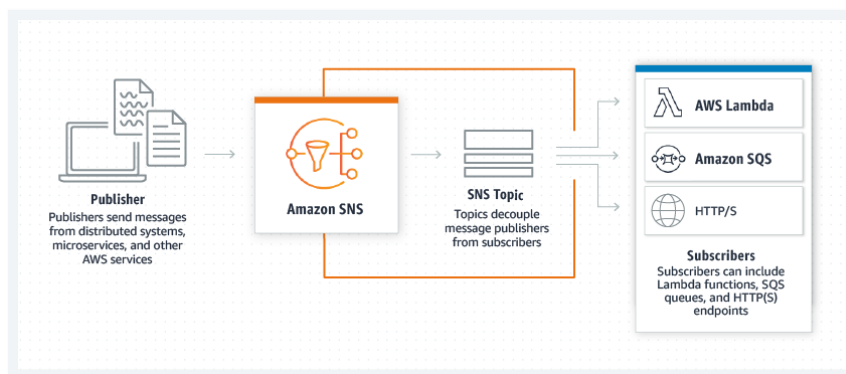 Publisher
Publishers send messages
from distributed systems,
microservices, and other
AWS services
Amazon SNS
SNS Topic
Topics decouple
message publishers
from subscribers
AWS Lambda
Amazon SQS
HTTP/S
Subscribers
Subscribers can include
Lambda functions, SQS
queues, and HTTP(S)
endpoints